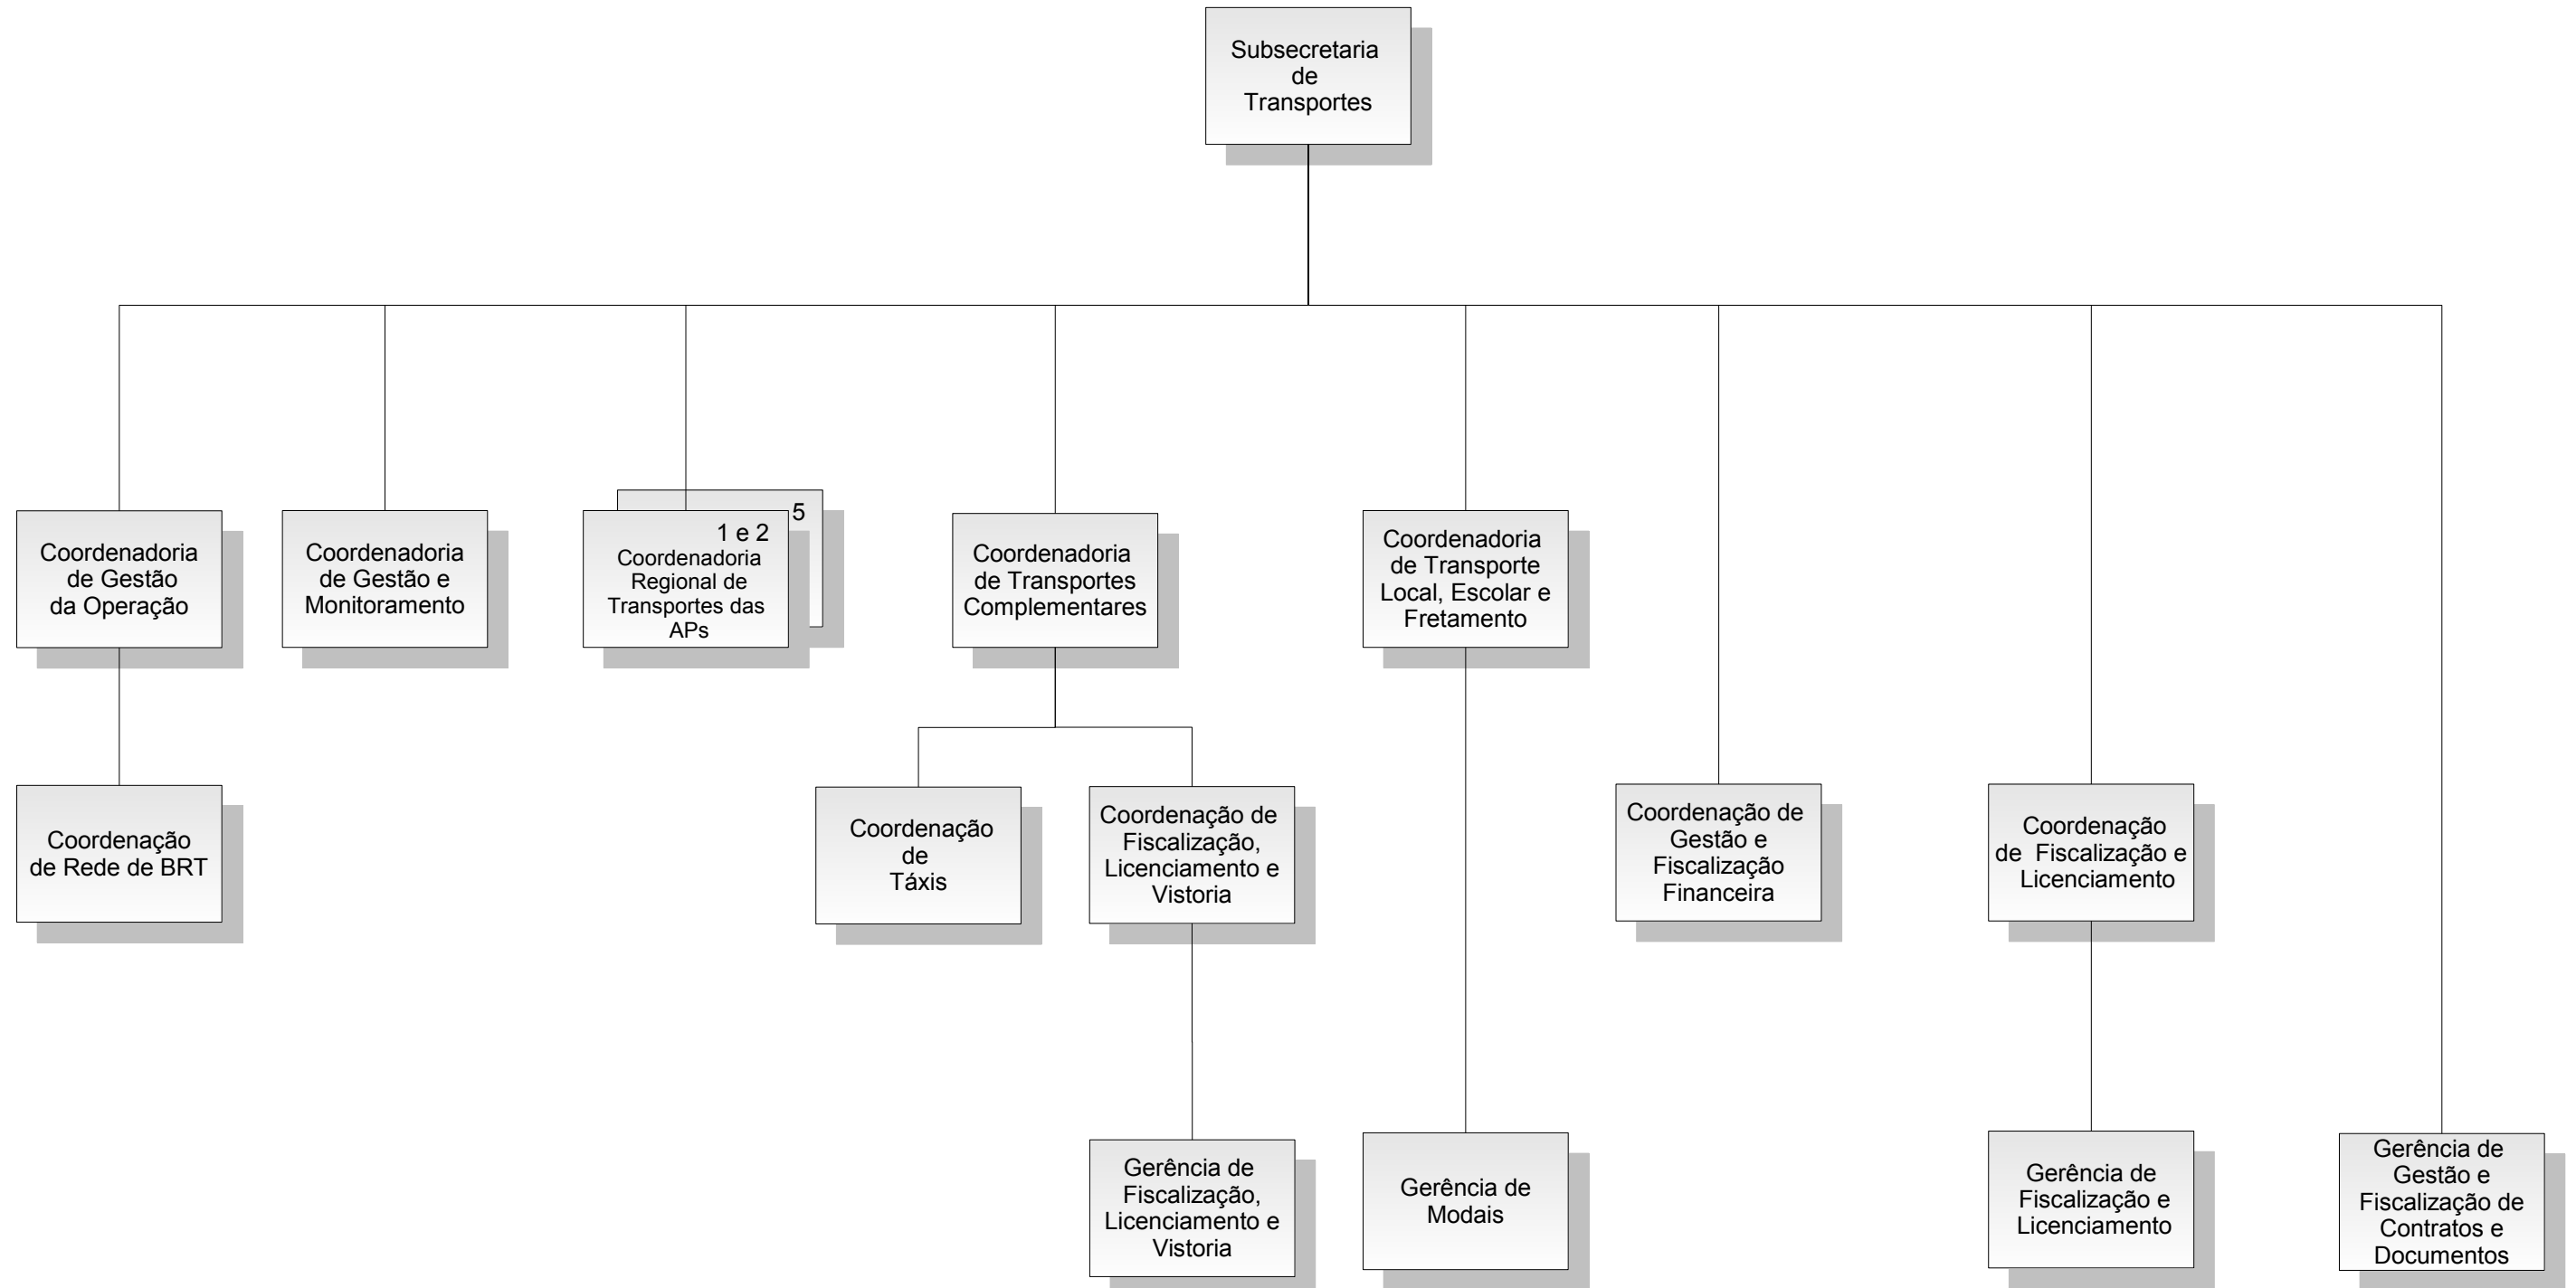 Subsecretaria
de
Transportes
Coordenadoria
de Gestão
da Operação
Coordenadoria
de Gestão e
Monitoramento
5
1 e 2
Coordenadoria
Regional de
Transportes das
APs
Coordenadoria
de Transportes
Complementares
Coordenadoria
de Transporte
Local, Escolar e
Fretamento
Coordenação
de Rede de BRT
Coordenação
de
Táxis
Coordenação de
Fiscalização,
Licenciamento e
Vistoria
Coordenação de
Gestão e
Fiscalização
Financeira
Coordenação
de Fiscalização e
Licenciamento
Gerência de
Fiscalização,
Licenciamento e
Vistoria
Gerência de
Modais
Gerência de
Fiscalização e
Licenciamento
Gerência de
Gestão e
Fiscalização de
Contratos e
Documentos